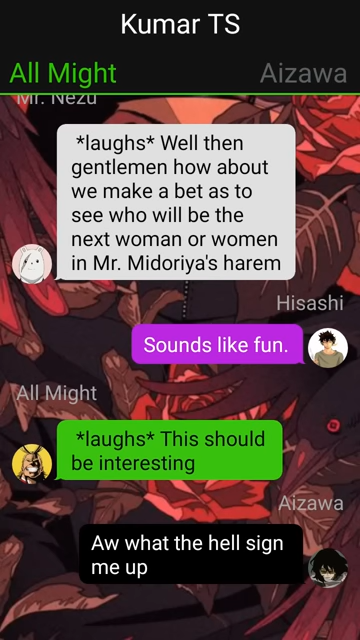 Kumar TS
All Might
Aizawa
Mr. Nezu
*laughs* Well then
gentlemen how about
we make a bet as to
see who will be the
next woman or women
in Mr. Midoriya's harem
Hisashi
Sounds like fun.
All Might
*laughs* This should
be interesting
Aizawa
Aw what the hell sign
me up